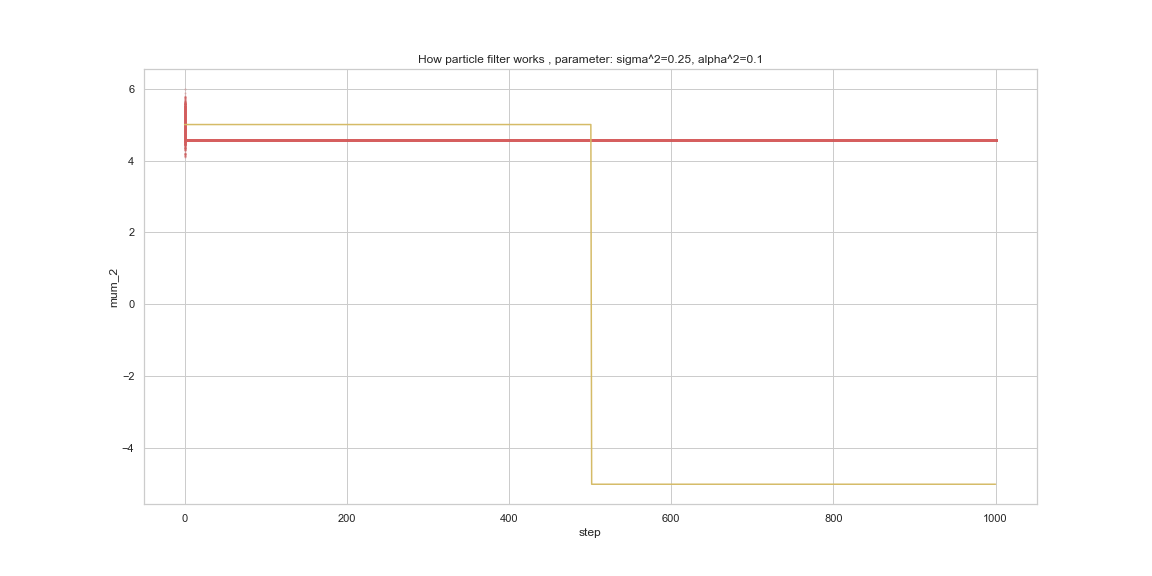 How particle filter works , parameter: sigma^2=0.25, alpha^2=0.1
6
4
2
0
−2
−4
mum_2
0 200 400 600 800 1000
step